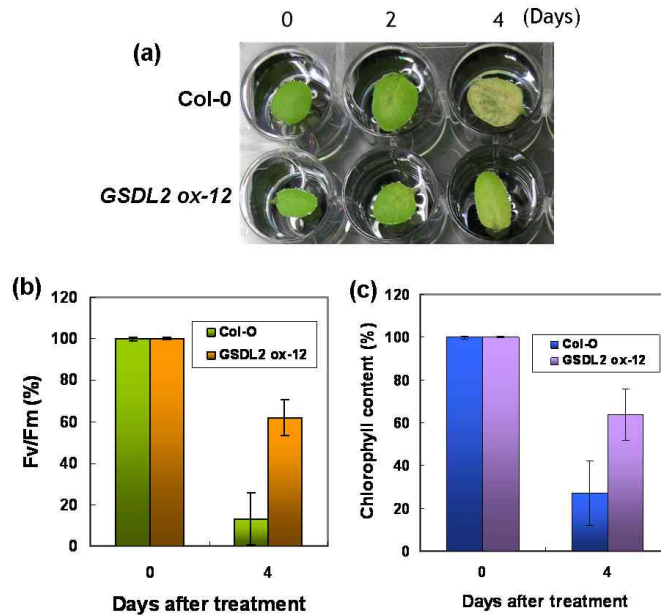 0 2 4 (Days)
(a)
Col-0
GSDL2 ox-12
(b)
120
100
80
60
40
20
0
Fv/Fm (%)
Col-O
GSDL2 ox-12
0 4
Days after treatment
(c)
120
100
80
60
40
20
0
Chlorophyll content (%)
Col-O
GSDL2 ox-12
0 4
Days after treatment